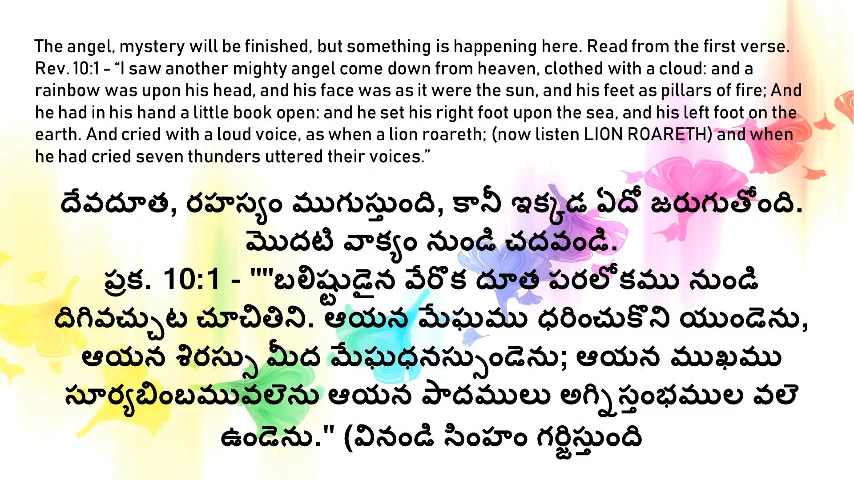 The angel, mystery will be finished, but something is happening here. Read from the first verse.
Rev. 10:1 - “I saw another mighty angel come down from heaven, clothed with a cloud: and a
rainbow was upon his head, and his face was as it were the sun, and his feet as pillars of fire; And
he had in his hand a little book open: and he set his right foot upon the sea, and his left foot on the
earth. And cried with a loud voice, as when a lion roareth; (now listen LION ROARETH) and when
he had cried seven thunders uttered their voices.”
దేవదూత, రహస్యం ముగుస్తుంది, కానీ ఇక్కడ ఏదో జరుగుతోంది.
మొదటి వాక్యం నుండి చదవండి.
ప్రక. 10:1 - ""బలిష్టుడైన వేరొక దూత పరలోకము నుండి
దిగివచ్చుట చూచితిని. ఆయన మేఘము ధరించుకొని యుండెను,
ఆయన శిరస్సు మీద మేఘధనస్సుండెను; ఆయన ముఖము
సూర్యబింబమువలెను ఆయన పాదములు అగ్ని స్తంభముల వలె
ఉండెను." (వినండి సింహం గర్జిస్తుంది